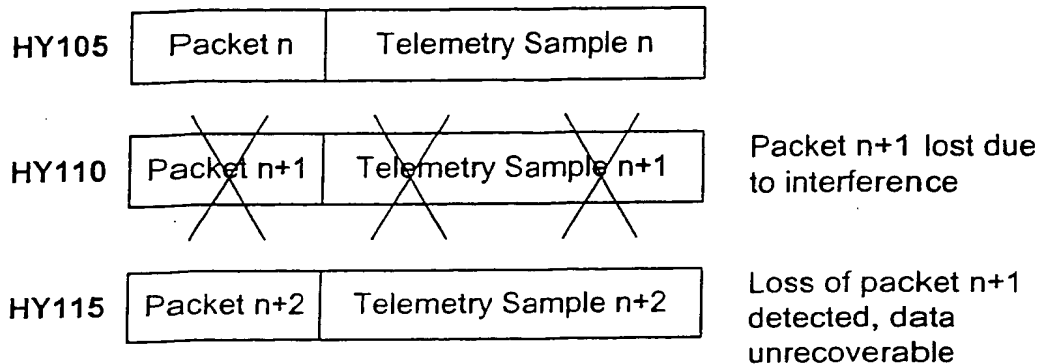 HY105 Packet n Telemetry Sample n
HY110 Packet n+1 Telemetry Sample n+1 Packet n+1 lost due
to interference
HY115 Packet n+2 Telemetry Sample n+2 Loss of packet n+1
detected, data
unrecoverable